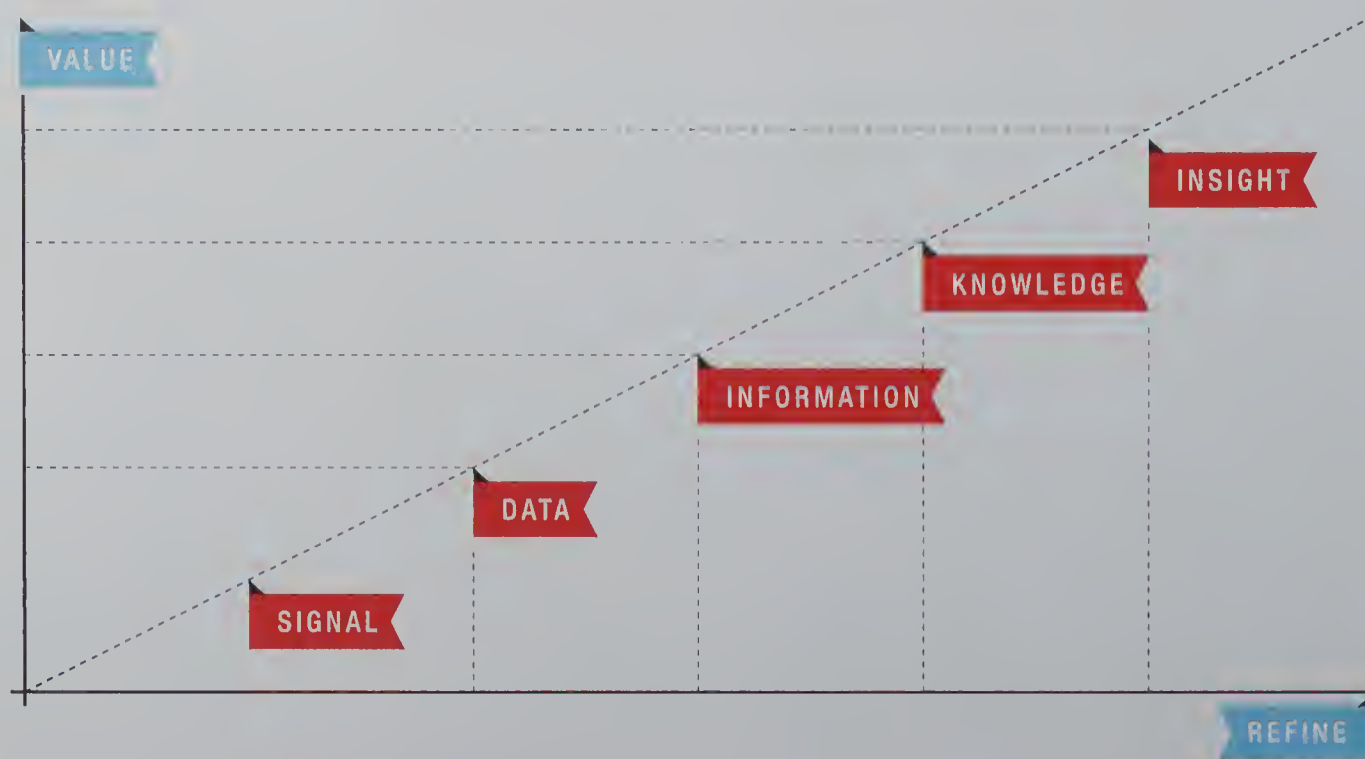 VALUE
INSIGHT
KNOWLEDGE
INFORMATION
DATA
SIGNAL
REFINE